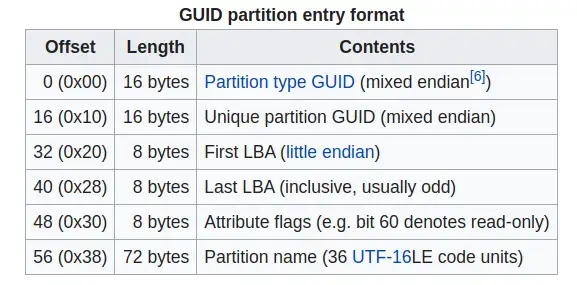 GUID partition entry format
Offset Length Contents
0 (0x00) 16 bytes Partition type GUID (mixed endian[6])
16 (0x10) 16 bytes Unique partition GUID (mixed endian)
32 (0x20) 8 bytes First LBA (little endian)
40 (0x28) 8 bytes Last LBA (inclusive, usually odd)
48 (0x30) 8 bytes Attribute flags (e.g. bit 60 denotes read-only)
56 (0x38) 72 bytes Partition name (36 UTF-16LE code units)